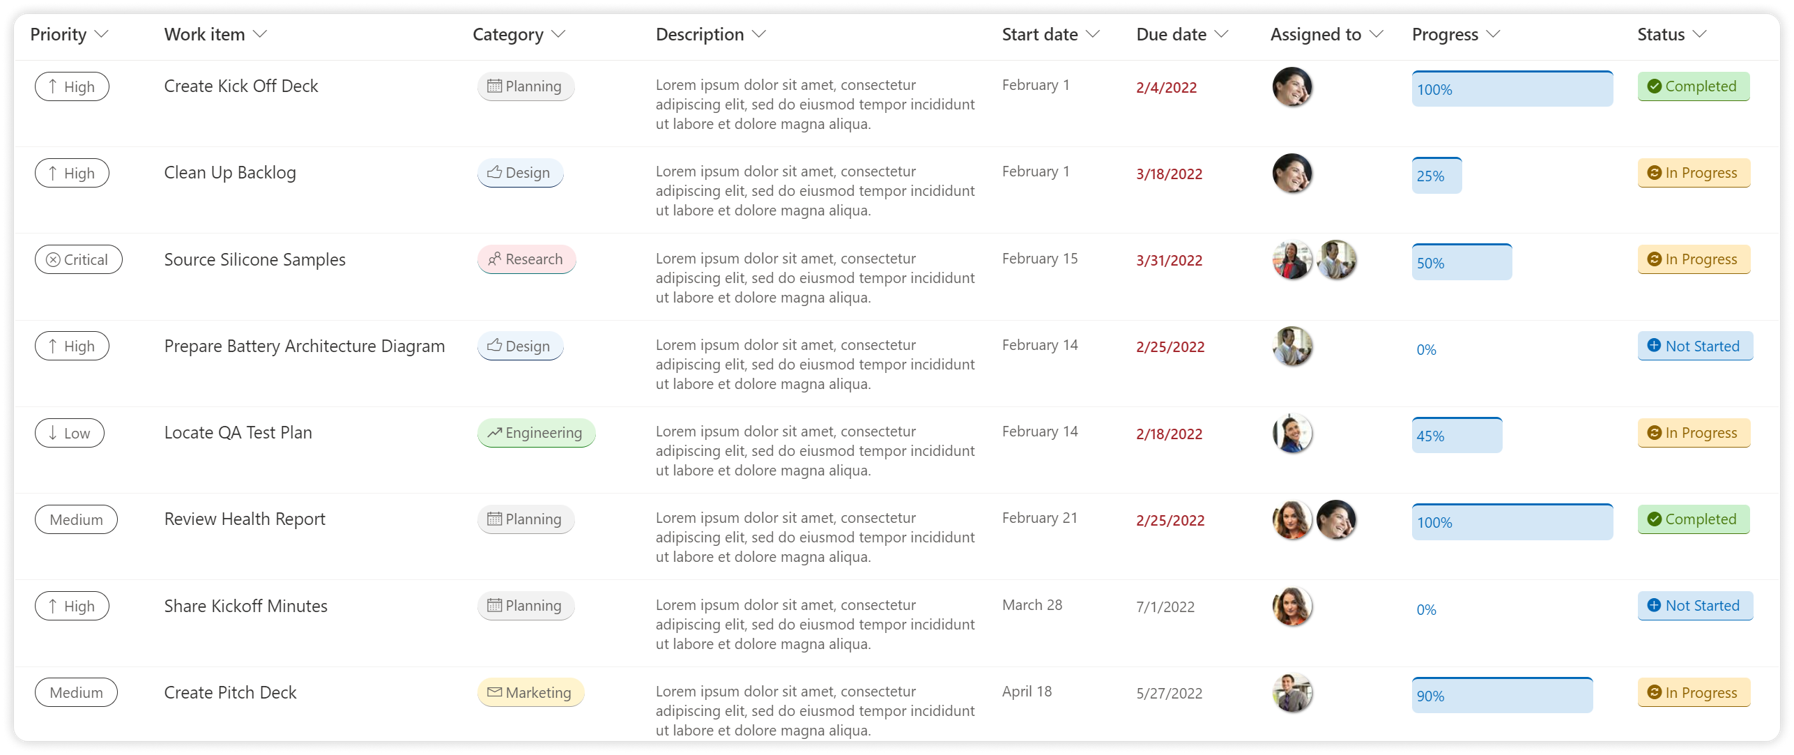 Priority Work item Category Description Start date Due date Assigned to Progress Status
High Create Kick Off Deck Planning Lorem ipsum dolor sit amet, consectetur February 1 2/4/2022 100% Completed
adipiscing elit, sed do eiusmod tempor incididunt
ut labore et dolore magna aliqua.
High Clean Up Backlog Design Lorem ipsum dolor sit amet, consectetur February 1 3/18/2022 25% In Progress
adipiscing elit, sed do eiusmod tempor incididunt
ut labore et dolore magna aliqua.
Critical Source Silicone Samples Research Lorem ipsum dolor sit amet, consectetur February 15 3/31/2022 50% In Progress
adipiscing elit, sed do eiusmod tempor incididunt
ut labore et dolore magna aliqua.
High Prepare Battery Architecture Diagram Design Lorem ipsum dolor sit amet, consectetur February 14 2/25/2022 0% Not Started
adipiscing elit, sed do eiusmod tempor incididunt
ut labore et dolore magna aliqua.
Low Locate QA Test Plan Engineering Lorem ipsum dolor sit amet, consectetur February 14 2/18/2022 45% In Progress
adipiscing elit, sed do eiusmod tempor incididunt
ut labore et dolore magna aliqua.
Medium Review Health Report Planning Lorem ipsum dolor sit amet, consectetur February 21 2/25/2022 100% Completed
adipiscing elit, sed do eiusmod tempor incididunt
ut labore et dolore magna aliqua.
High Share Kickoff Minutes Planning Lorem ipsum dolor sit amet, consectetur March 28 7/1/2022 0% Not Started
adipiscing elit, sed do eiusmod tempor incididunt
ut labore et dolore magna aliqua.
Medium Create Pitch Deck Marketing Lorem ipsum dolor sit amet, consectetur April 18 5/27/2022 90% In Progress
adipiscing elit, sed do eiusmod tempor incididunt
ut labore et dolore magna aliqua.